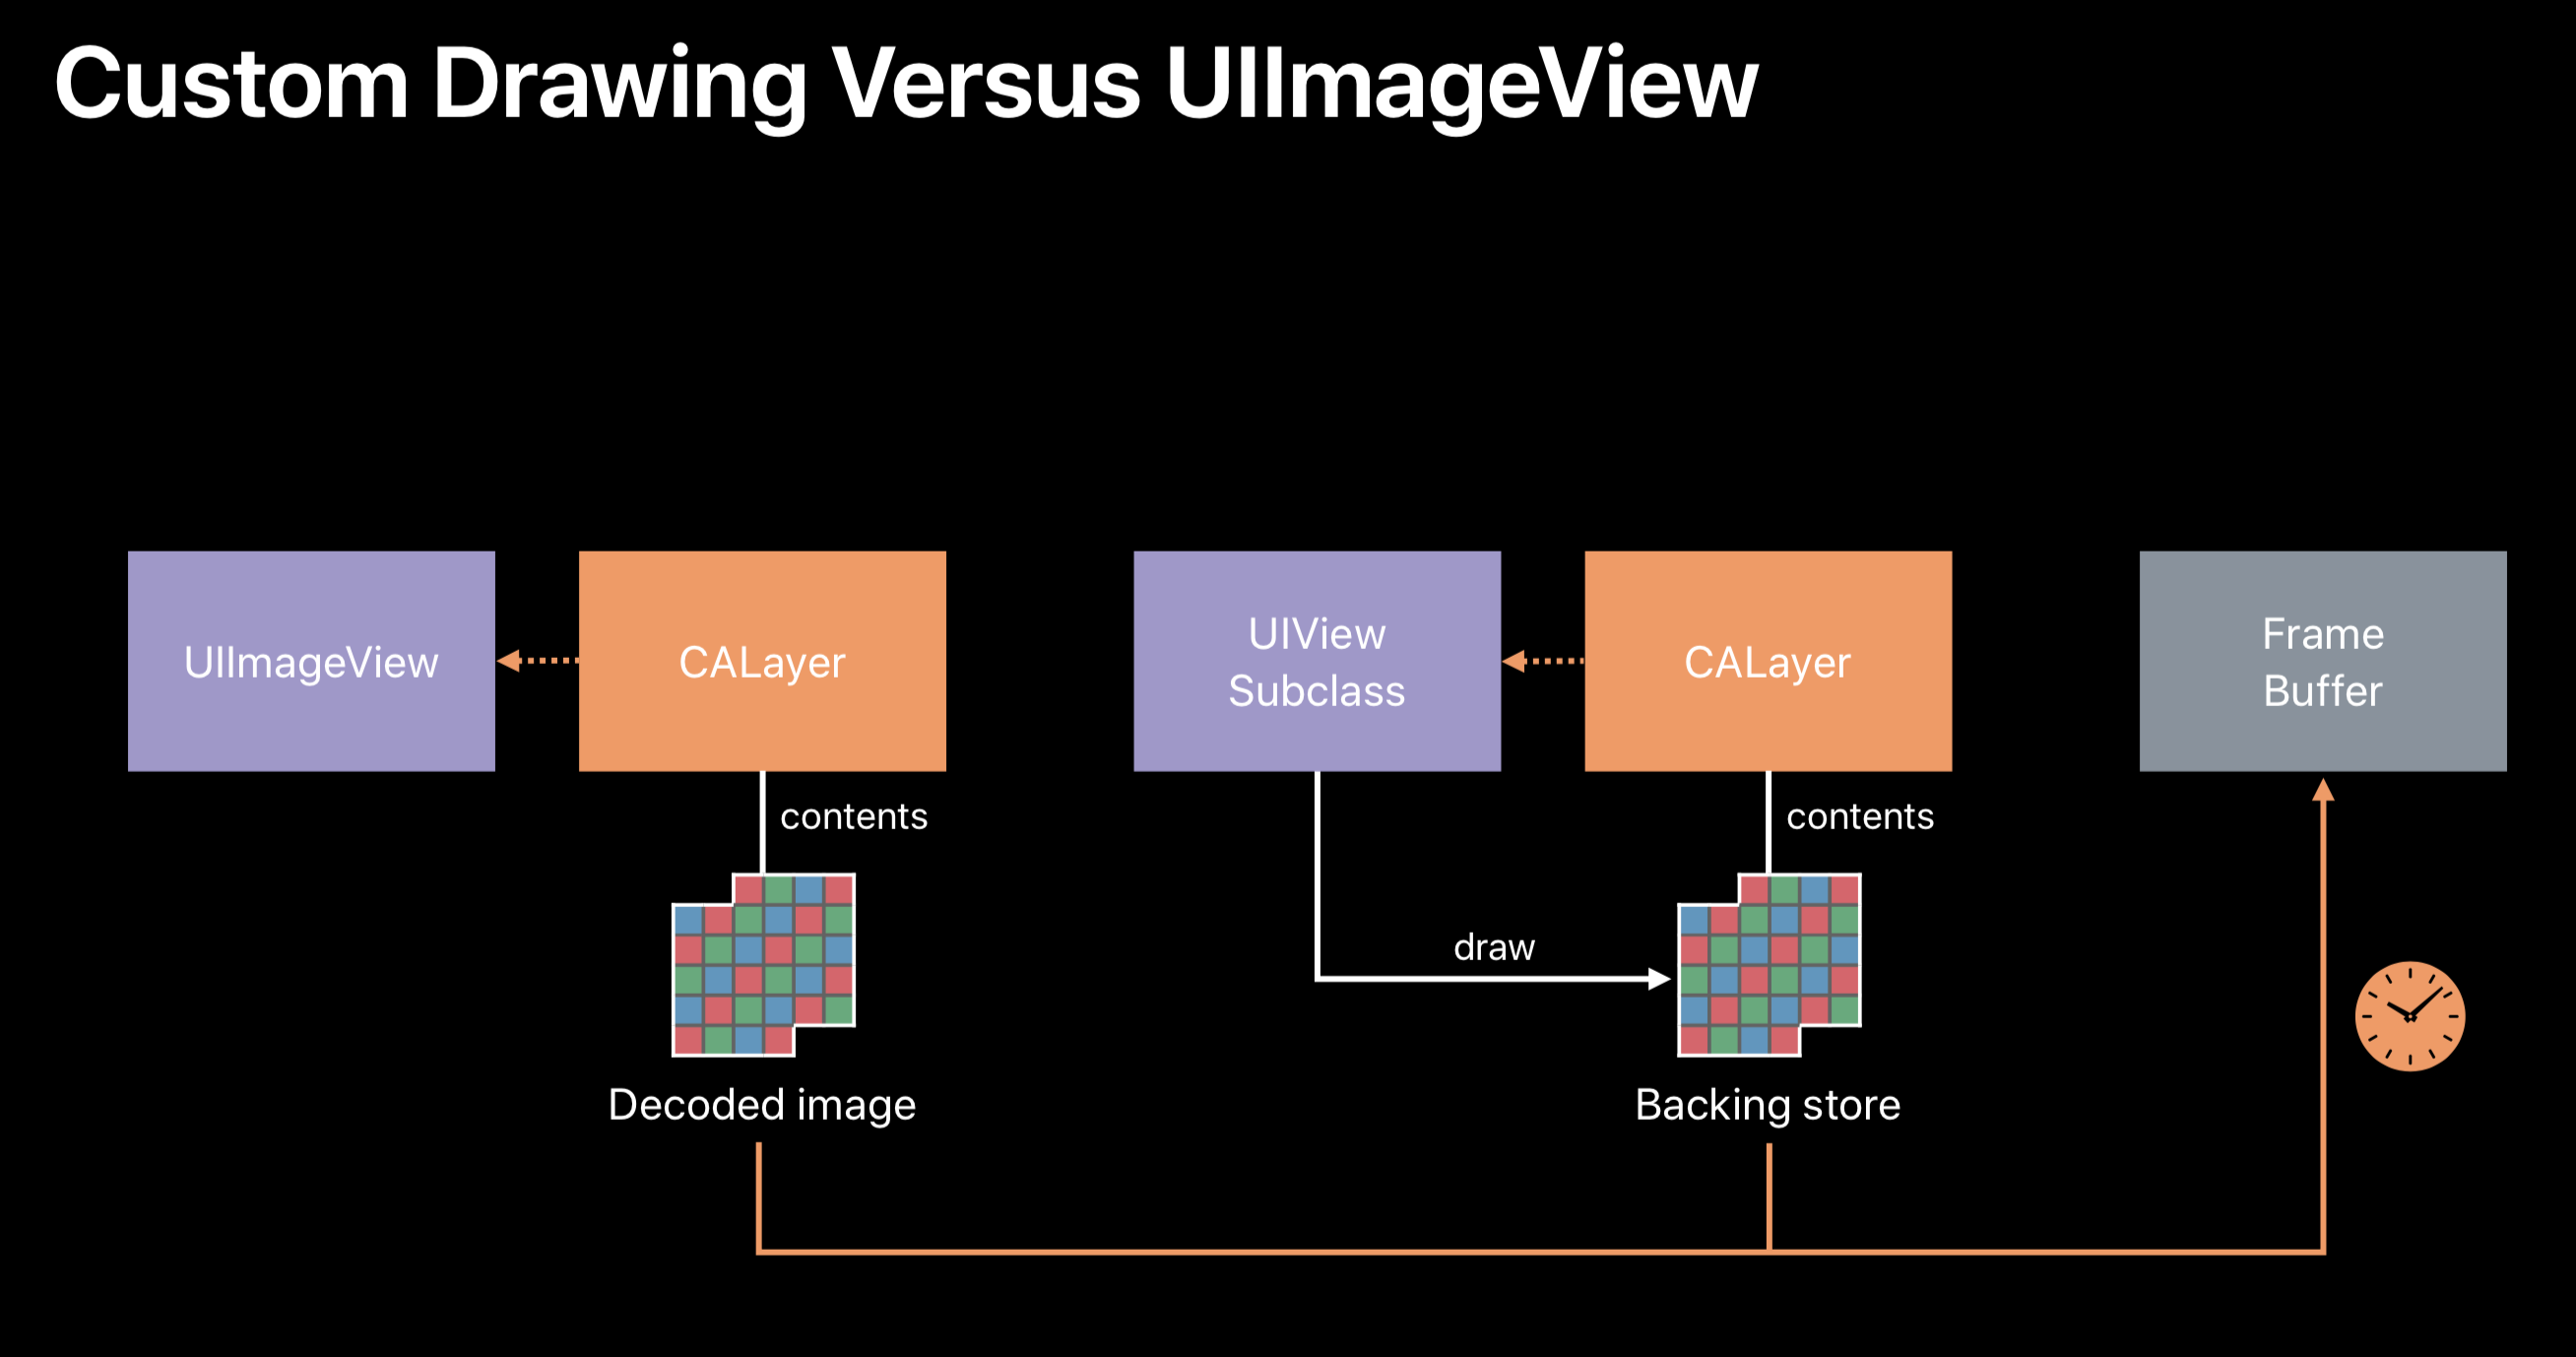 Custom Drawing Versus UIImageView
UIImageView
CALayer
UIView
Subclass
CALayer
Frame
Buffer
contents
contents
draw
Decoded image
Backing store